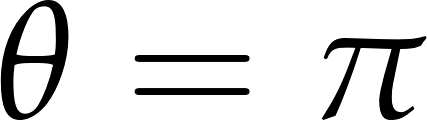 θ = π